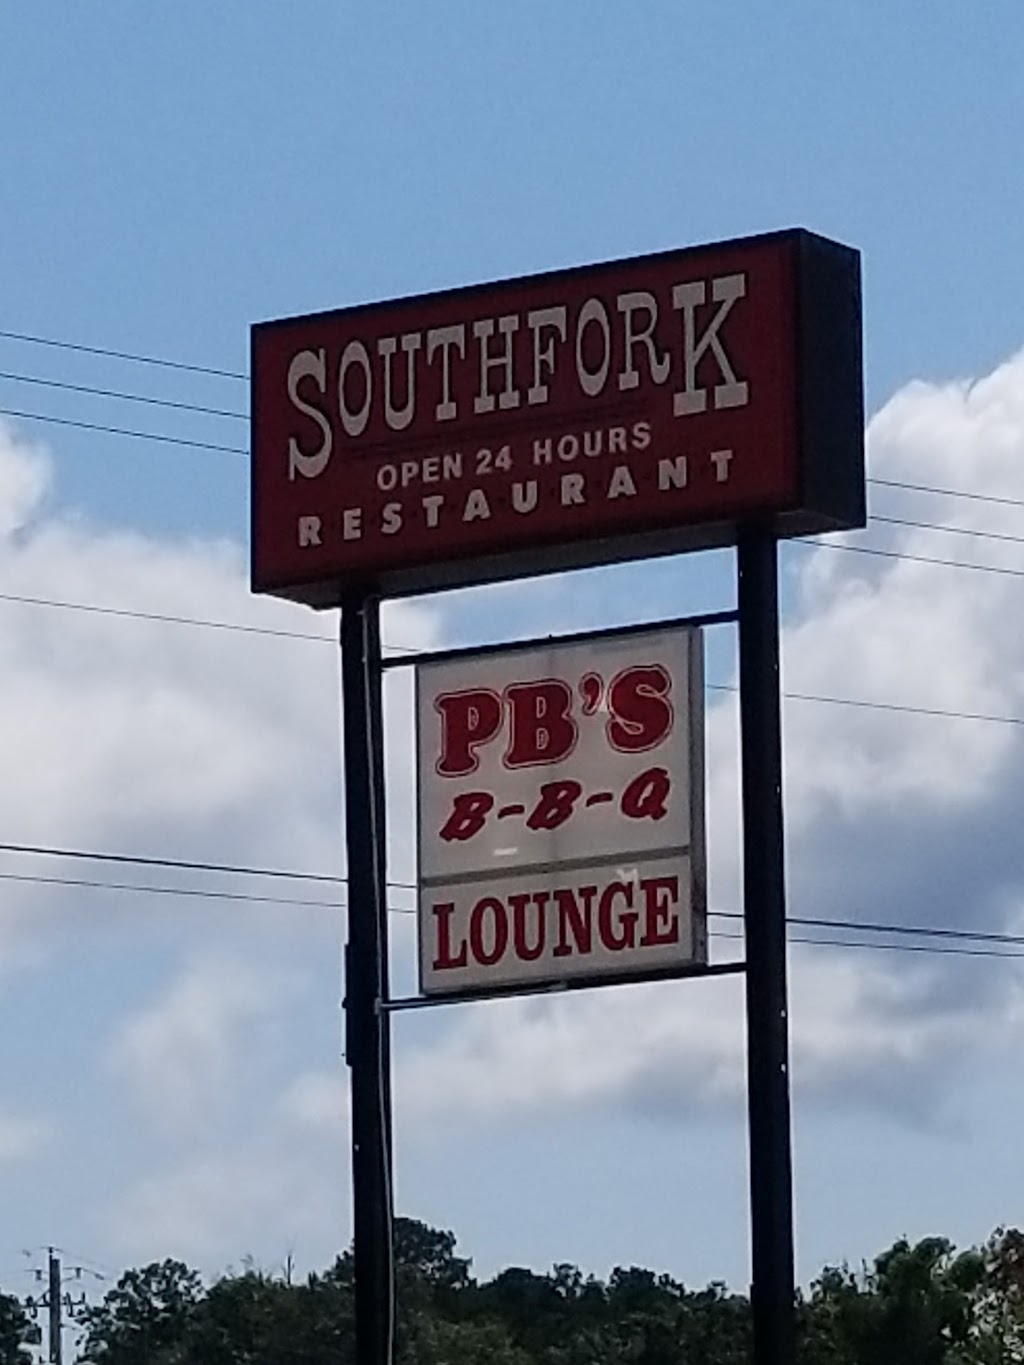 SOUTHFORK
OPEN 24 HOURS
RESTAURANT
PB'S
B-B-Q
LOUNGE